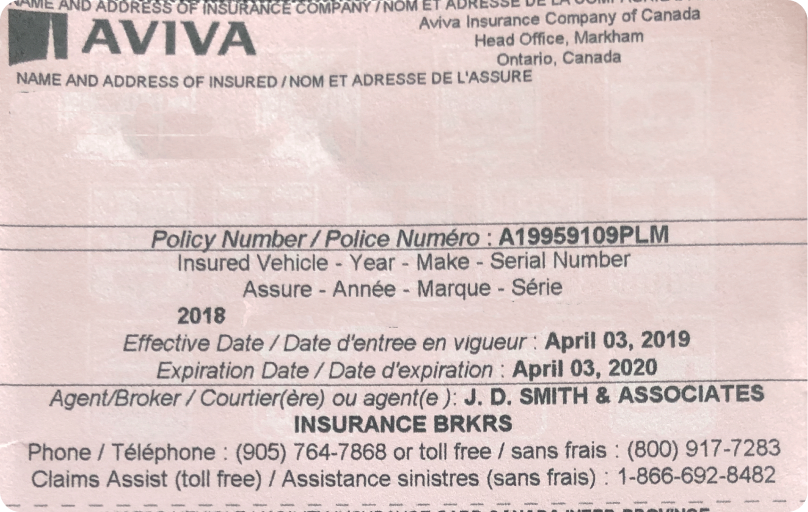 NAME AND ADDRESS OF INSURANCE COMPANY / NOM ET ADRESSE DE LA
AVIVA
Aviva Insurance Company of Canada
Head Office, Markham
Ontario, Canada
NAME AND ADDRESS OF INSURED / NOM ET ADRESSE DE L'ASSURE
Policy Number / Police Numéro : A19959109PLM
Insured Vehicle - Year - Make - Serial Number
Assure - Année - Marque - Série
2018
Effective Date / Date d'entree en vigueur : April 03, 2019
Expiration Date / Date d'expiration : April 03, 2020
Agent/Broker / Courtier(ère) ou agent(e ): J. D. SMITH & ASSOCIATES
INSURANCE BRKRS
Phone / Téléphone : (905) 764-7868 or toll free / sans frais : (800) 917-7283
Claims Assist (toll free) / Assistance sinistres (sans frais) : 1-866-692-8482
CANADA INTER-PROVINCE